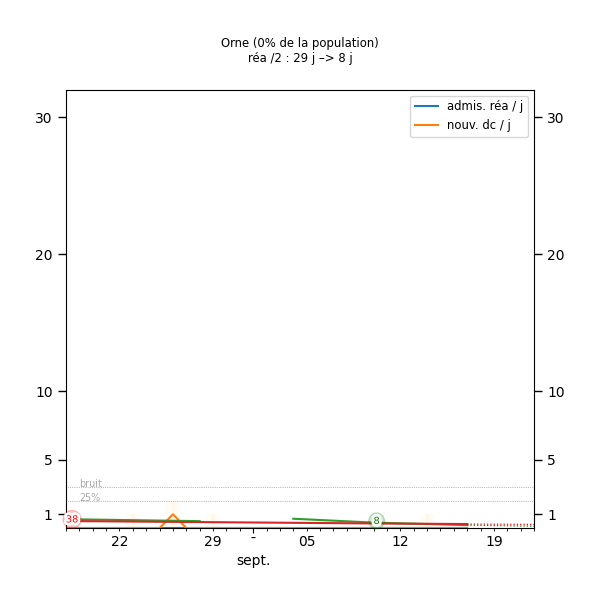 Orne (0% de la population)
réa /2 : 29 j –> 8 j
admis. réa / j
nouv. dc / j
30 30
20 20
10 10
5 5
bruit
25%
1 1
38
8
22 29 - 05 12 19
sept.